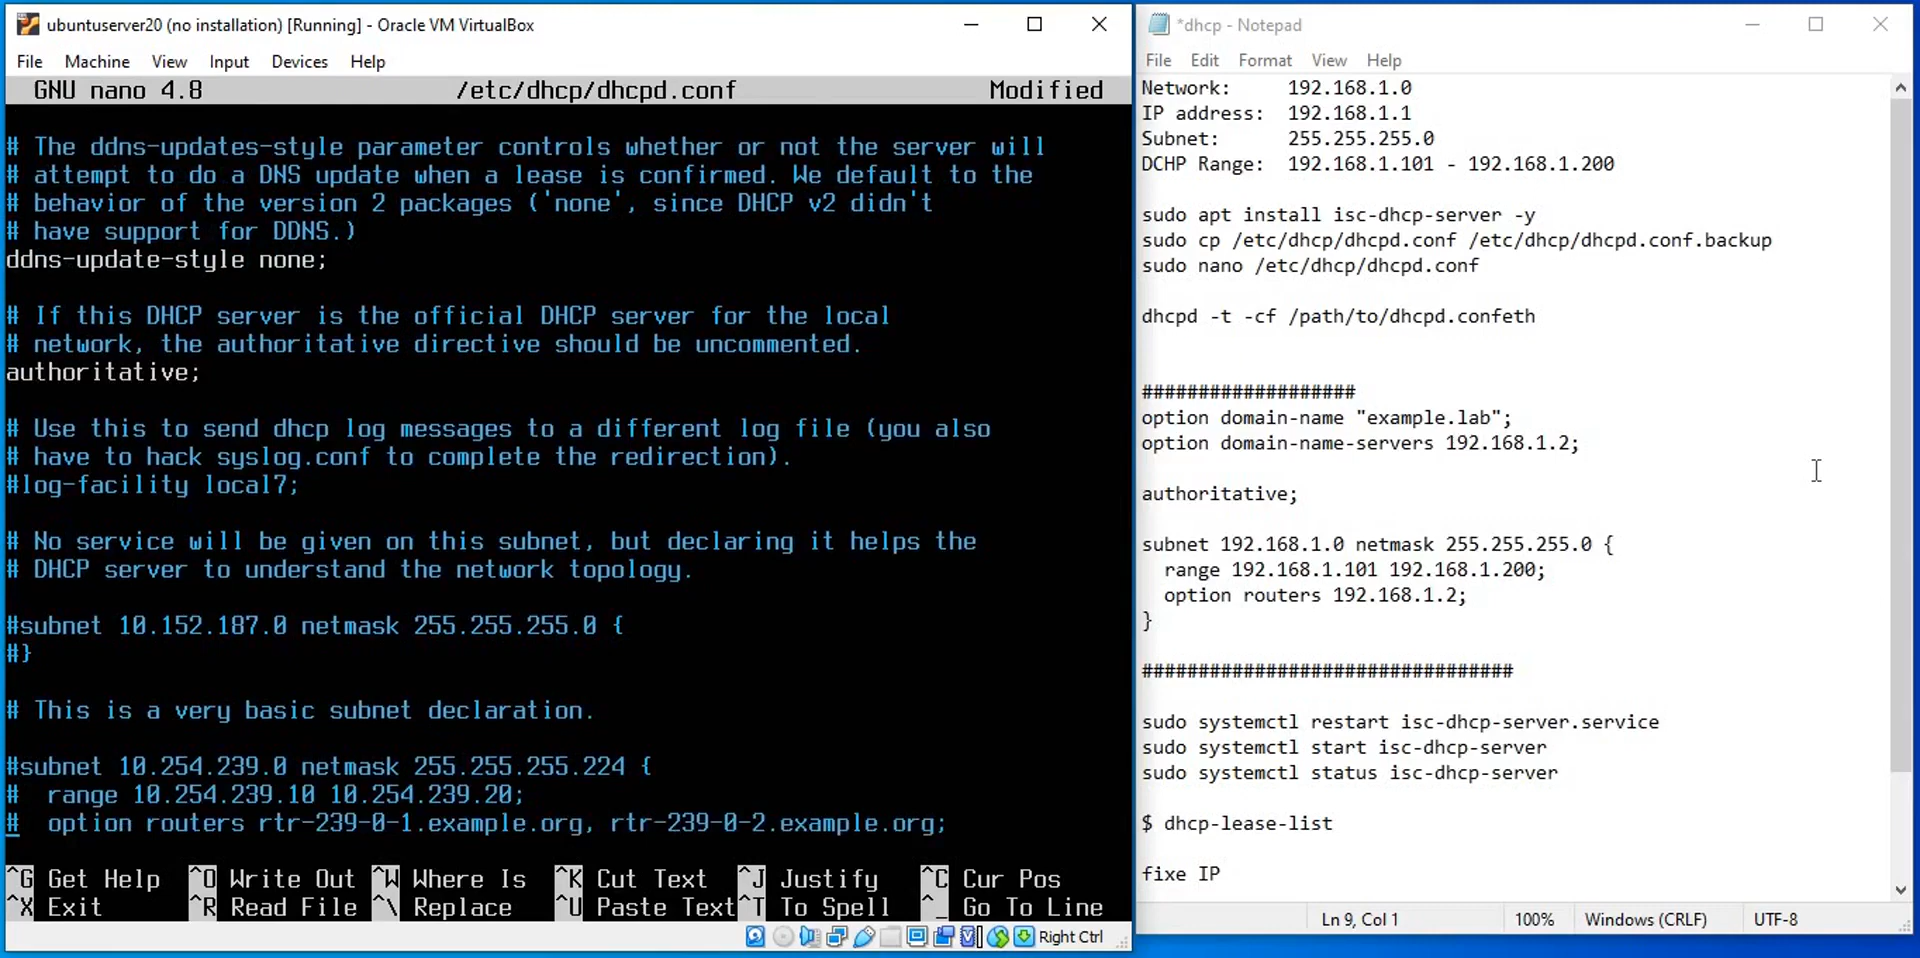 ubuntuserver20 (no installation) [Running] - Oracle VM VirtualBox
File Machine View Input Devices Help
GNU nano 4.8 /etc/dhcp/dhcpd.conf Modified
# The ddns-updates-style parameter controls whether or not the server will
# attempt to do a DNS update when a lease is confirmed. We default to the
# behavior of the version 2 packages ('none', since DHCP v2 didn't
# have support for DDNS.)
ddns-update-style none;
# If this DHCP server is the official DHCP server for the local
# network, the authoritative directive should be uncommented.
authoritative;
# Use this to send dhcp log messages to a different log file (you also
# have to hack syslog.conf to complete the redirection).
#log-facility local7;
# No service will be given on this subnet, but declaring it helps the
# DHCP server to understand the network topology.
#subnet 10.152.187.0 netmask 255.255.255.0 {
#}
# This is a very basic subnet declaration.
#subnet 10.254.239.0 netmask 255.255.255.224 {
#  range 10.254.239.10 10.254.239.20;
#  option routers rtr-239-0-1.example.org, rtr-239-0-2.example.org;
^G Get Help ^O Write Out ^W Where Is ^K Cut Text ^J Justify ^C Cur Pos
^X Exit ^R Read File ^\ Replace ^U Paste Text ^T To Spell ^_ Go To Line
Right Ctrl
*dhcp - Notepad
File Edit Format View Help
Network: 192.168.1.0
IP address: 192.168.1.1
Subnet: 255.255.255.0
DCHP Range: 192.168.1.101 - 192.168.1.200
sudo apt install isc-dhcp-server -y
sudo cp /etc/dhcp/dhcpd.conf /etc/dhcp/dhcpd.conf.backup
sudo nano /etc/dhcp/dhcpd.conf
dhcpd -t -cf /path/to/dhcpd.confeth
###################
option domain-name "example.lab";
option domain-name-servers 192.168.1.2;
authoritative;
subnet 192.168.1.0 netmask 255.255.255.0 {
  range 192.168.1.101 192.168.1.200;
  option routers 192.168.1.2;
}
#################################
sudo systemctl restart isc-dhcp-server.service
sudo systemctl start isc-dhcp-server
sudo systemctl status isc-dhcp-server
$ dhcp-lease-list
fixe IP
Ln 9, Col 1 100% Windows (CRLF) UTF-8